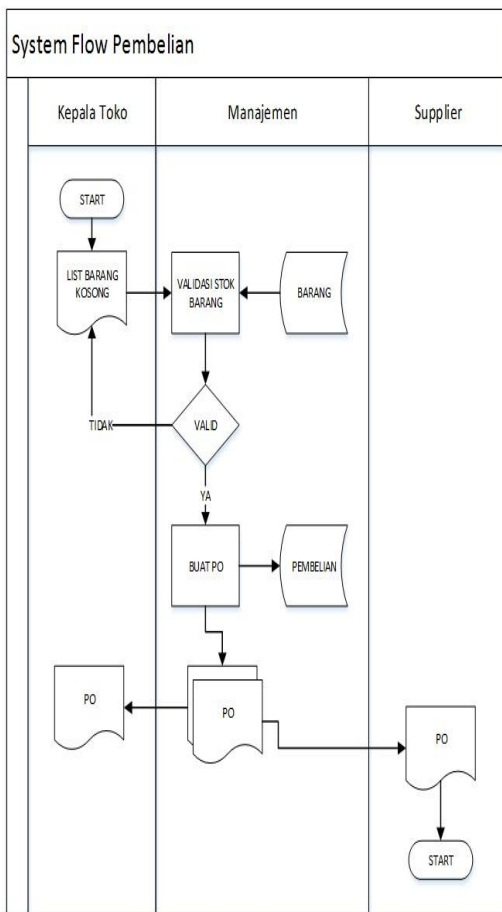 System Flow Pembelian
Kepala Toko
Manajemen
Supplier
START
LIST BARANG
KOSONG
VALIDASI STOK
BARANG
BARANG
TIDAK
VALID
YA
BUAT PO
PEMBELIAN
PO
PO
PO
START